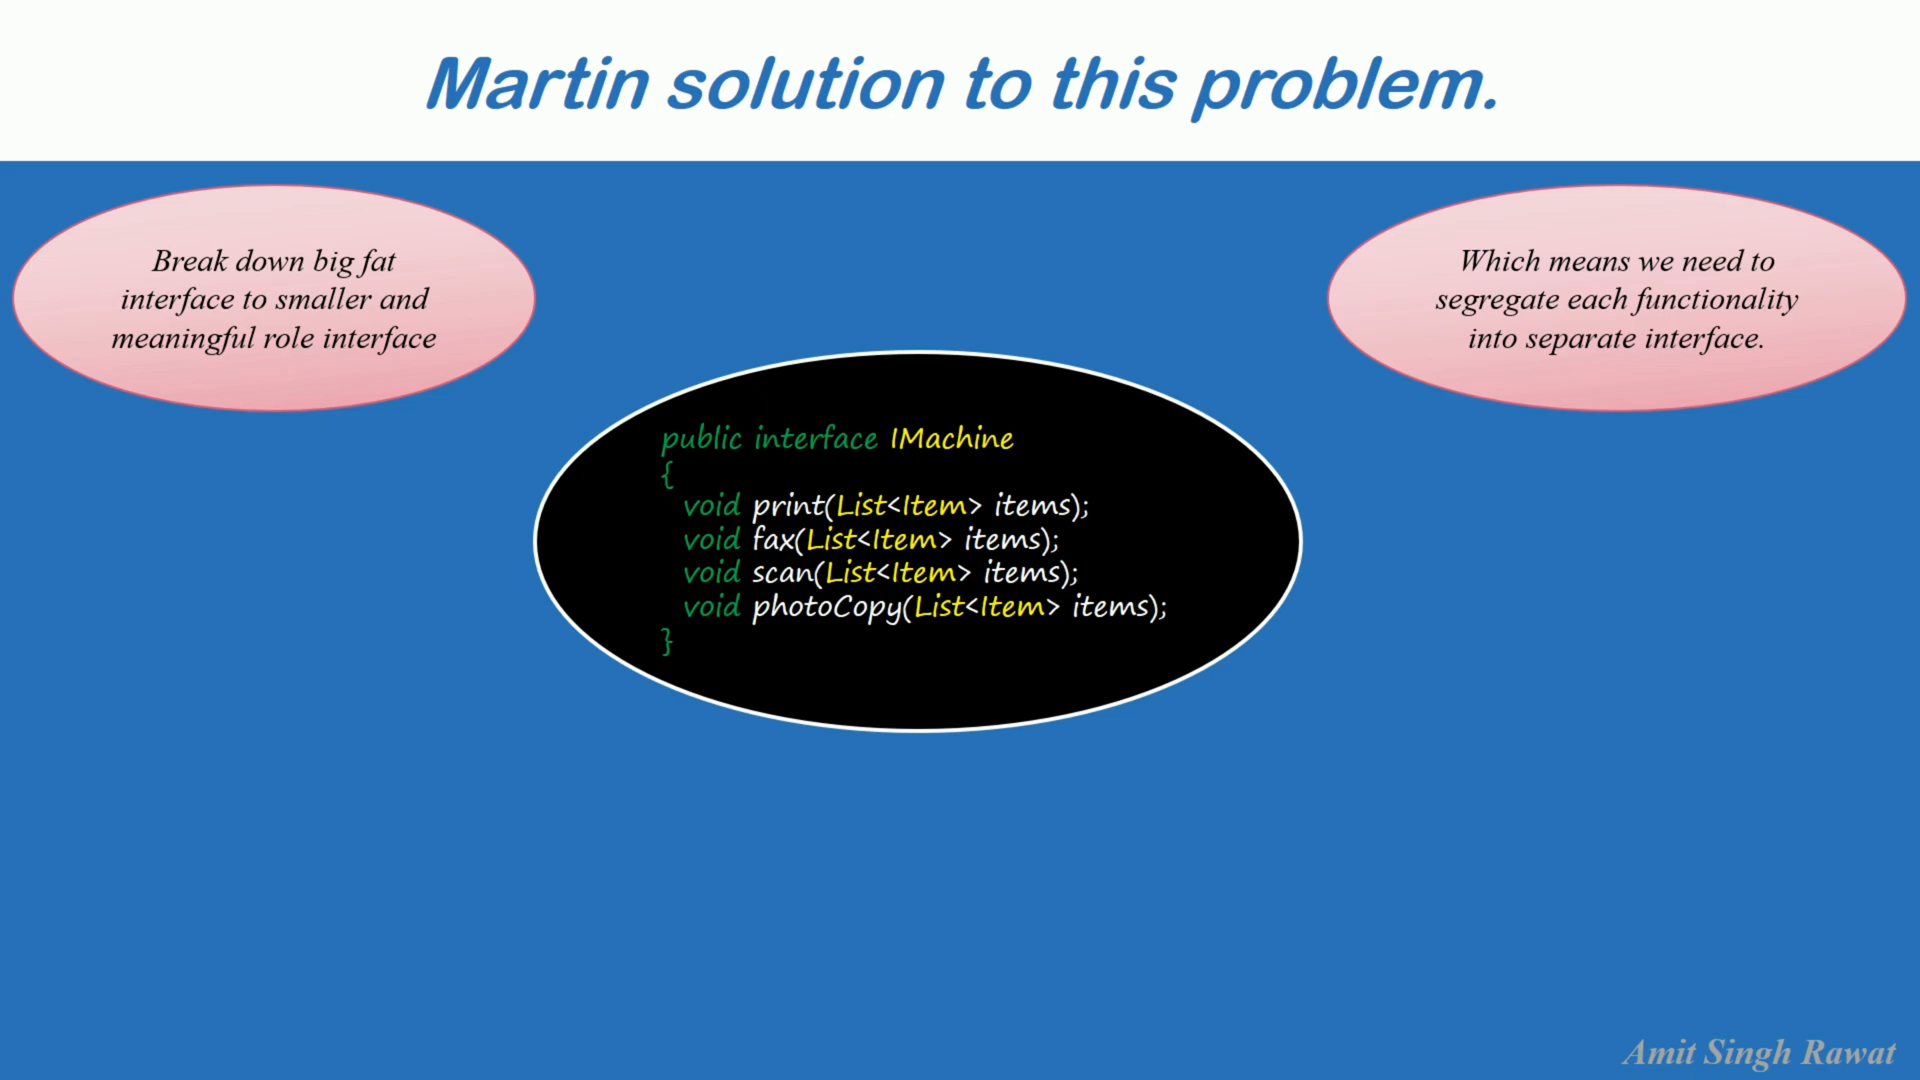 Martin solution to this problem.
Break down big fat
interface to smaller and
meaningful role interface
Which means we need to
segregate each functionality
into separate interface.
public interface IMachine
{
void print(List<Item> items);
void fax(List<Item> items);
void scan(List<Item> items);
void photoCopy(List<Item> items);
}
Amit Singh Rawat